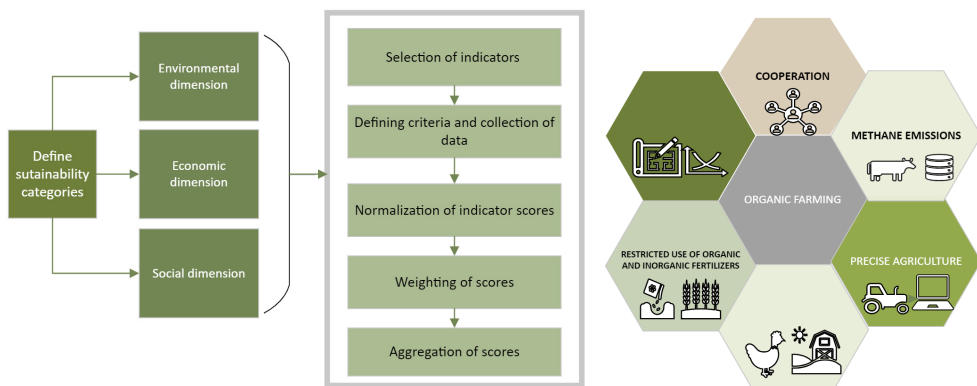 Define
sutainability
categories
Environmental
dimension
Economic
dimension
Social dimension
Selection of indicators
Defining criteria and collection of
data
Normalization of indicator scores
Weighting of scores
Aggregation of scores
COOPERATION
METHANE EMISSIONS
ORGANIC FARMING
RESTRICTED USE OF ORGANIC
AND INORGANIC FERTILIZERS
PRECISE AGRICULTURE